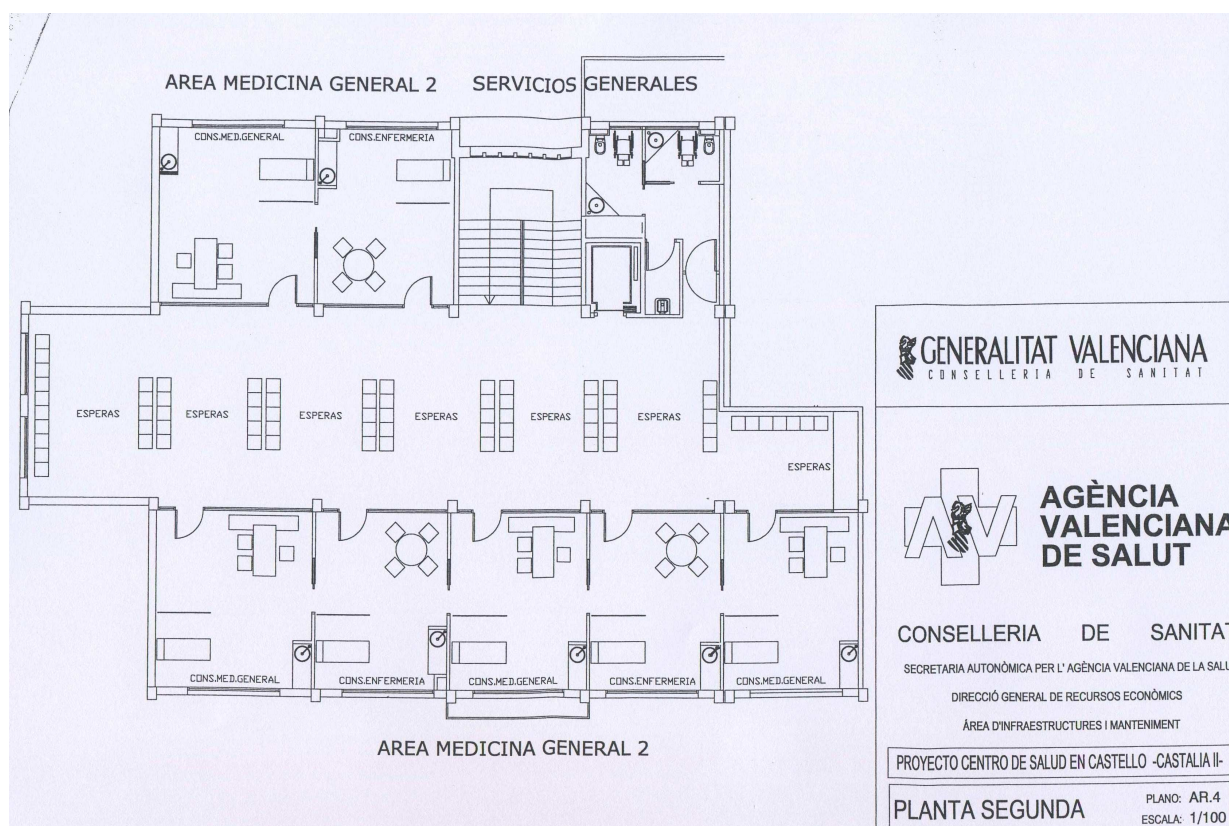 AREA MEDICINA GENERAL 2
SERVICIOS GENERALES
CONS.MED.GENERAL
CONS.ENFERMERIA
ESPERAS
ESPERAS
ESPERAS
ESPERAS
ESPERAS
ESPERAS
ESPERAS
CONS.MED.GENERAL
CONS.ENFERMERIA
CONS.MED.GENERAL
CONS.ENFERMERIA
CONS.MED.GENERAL
AREA MEDICINA GENERAL 2
GENERALITAT VALENCIANA
CONSELLERIA DE SANITAT
AV
AGÈNCIA
VALENCIANA
DE SALUT
CONSELLERIA DE SANITAT
SECRETARIA AUTONÒMICA PER L' AGÈNCIA VALENCIANA DE LA SALU
DIRECCIÓ GENERAL DE RECURSOS ECONÒMICS
ÀREA D'INFRAESTRUCTURES I MANTENIMENT
PROYECTO CENTRO DE SALUD EN CASTELLO -CASTALIA II-
PLANTA SEGUNDA
PLANO: AR.4
ESCALA: 1/100